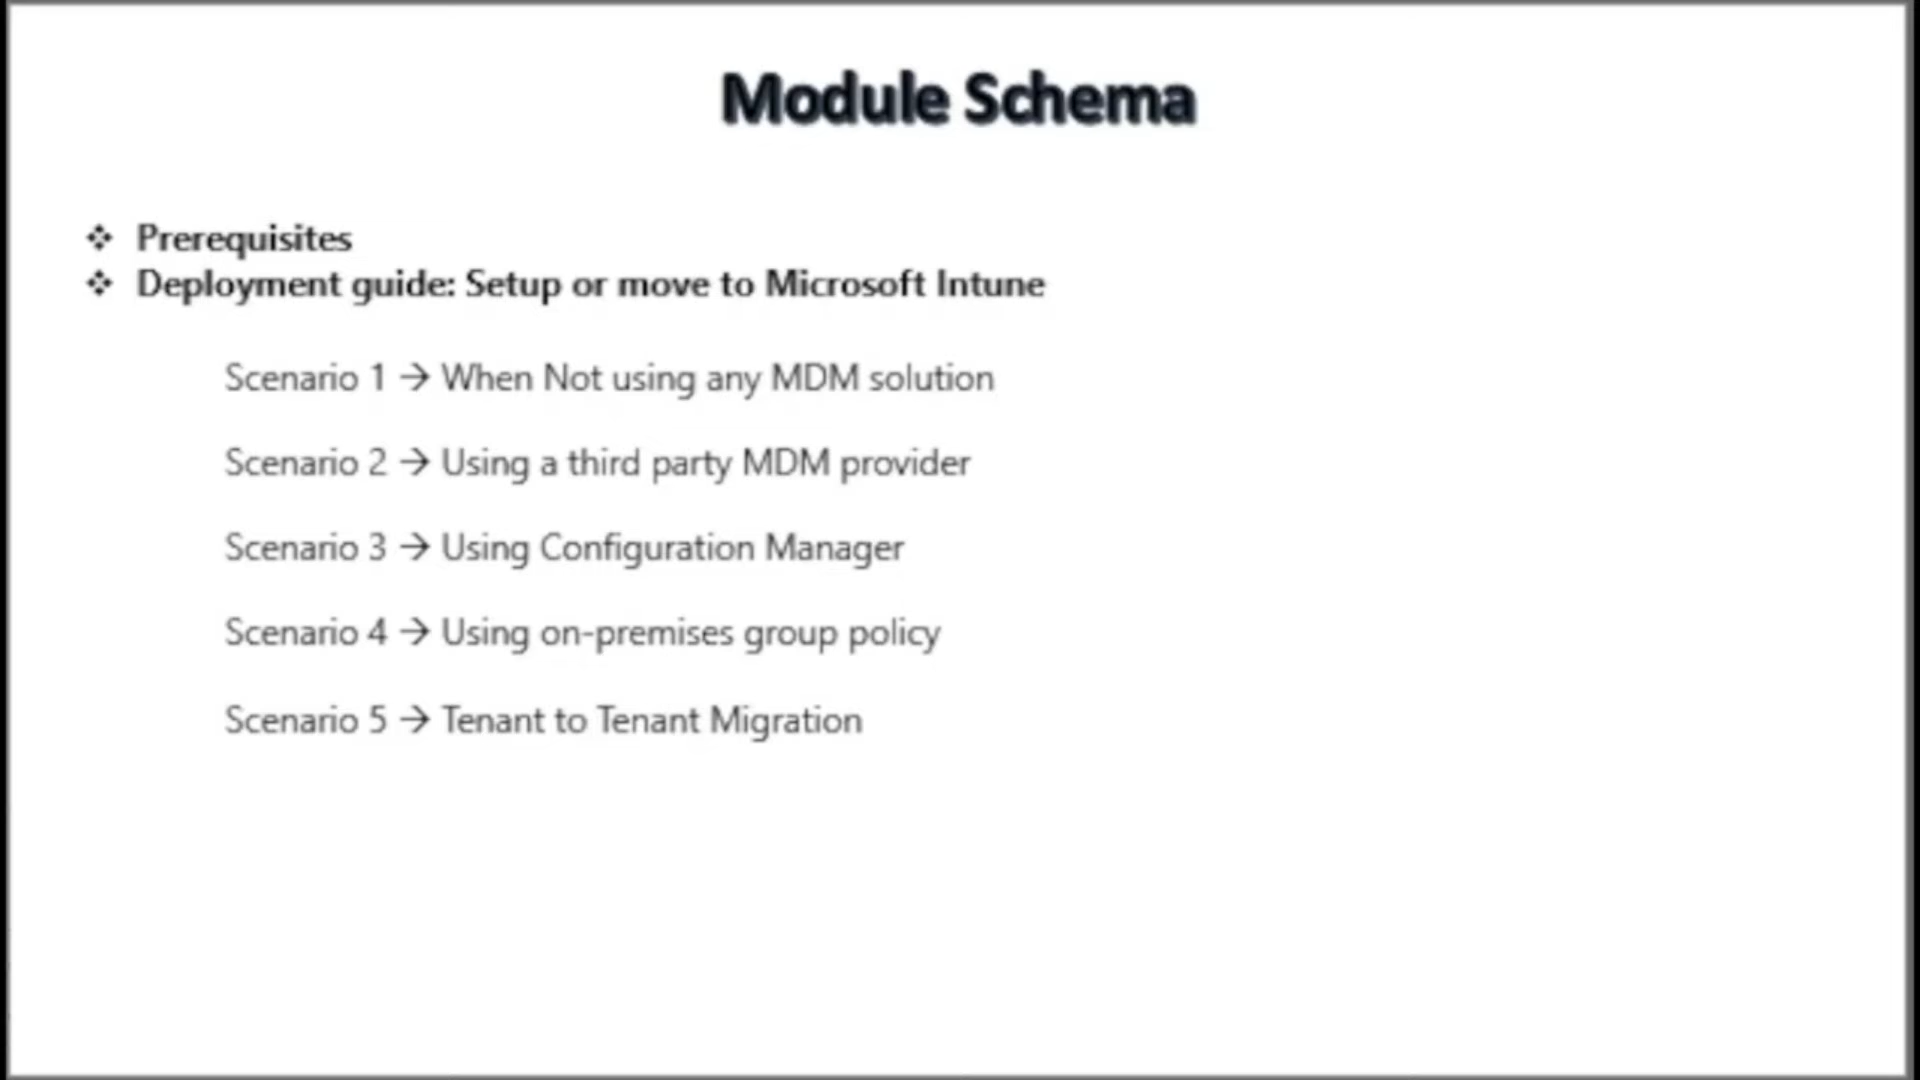 Module Schema
❖ Prerequisites
❖ Deployment guide: Setup or move to Microsoft Intune
Scenario 1 → When Not using any MDM solution
Scenario 2 → Using a third party MDM provider
Scenario 3 → Using Configuration Manager
Scenario 4 → Using on-premises group policy
Scenario 5 → Tenant to Tenant Migration